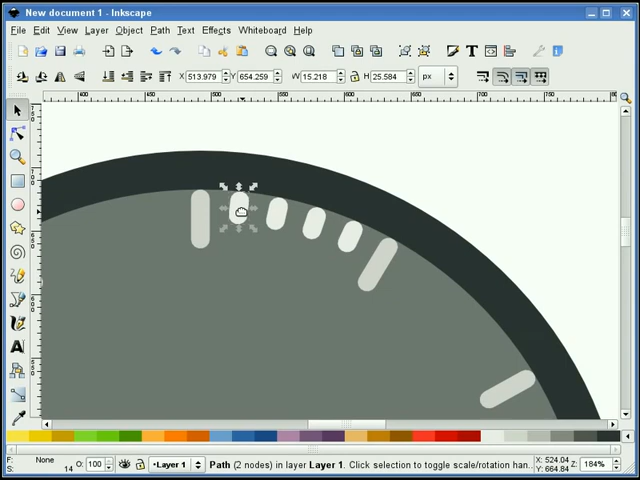 New document 1 - Inkscape
File Edit View Layer Object Path Text Effects Whiteboard Help
X 513.979 Y 654.259 W 15.218 H 25.584 px
400 450 500 550 600 650 700 750
F: None
S: 14 O: 100 •Layer 1 Path (2 nodes) in layer Layer 1. Click selection to toggle scale/rotation han... X: 524.04 Y: 664.84 Z: 184%